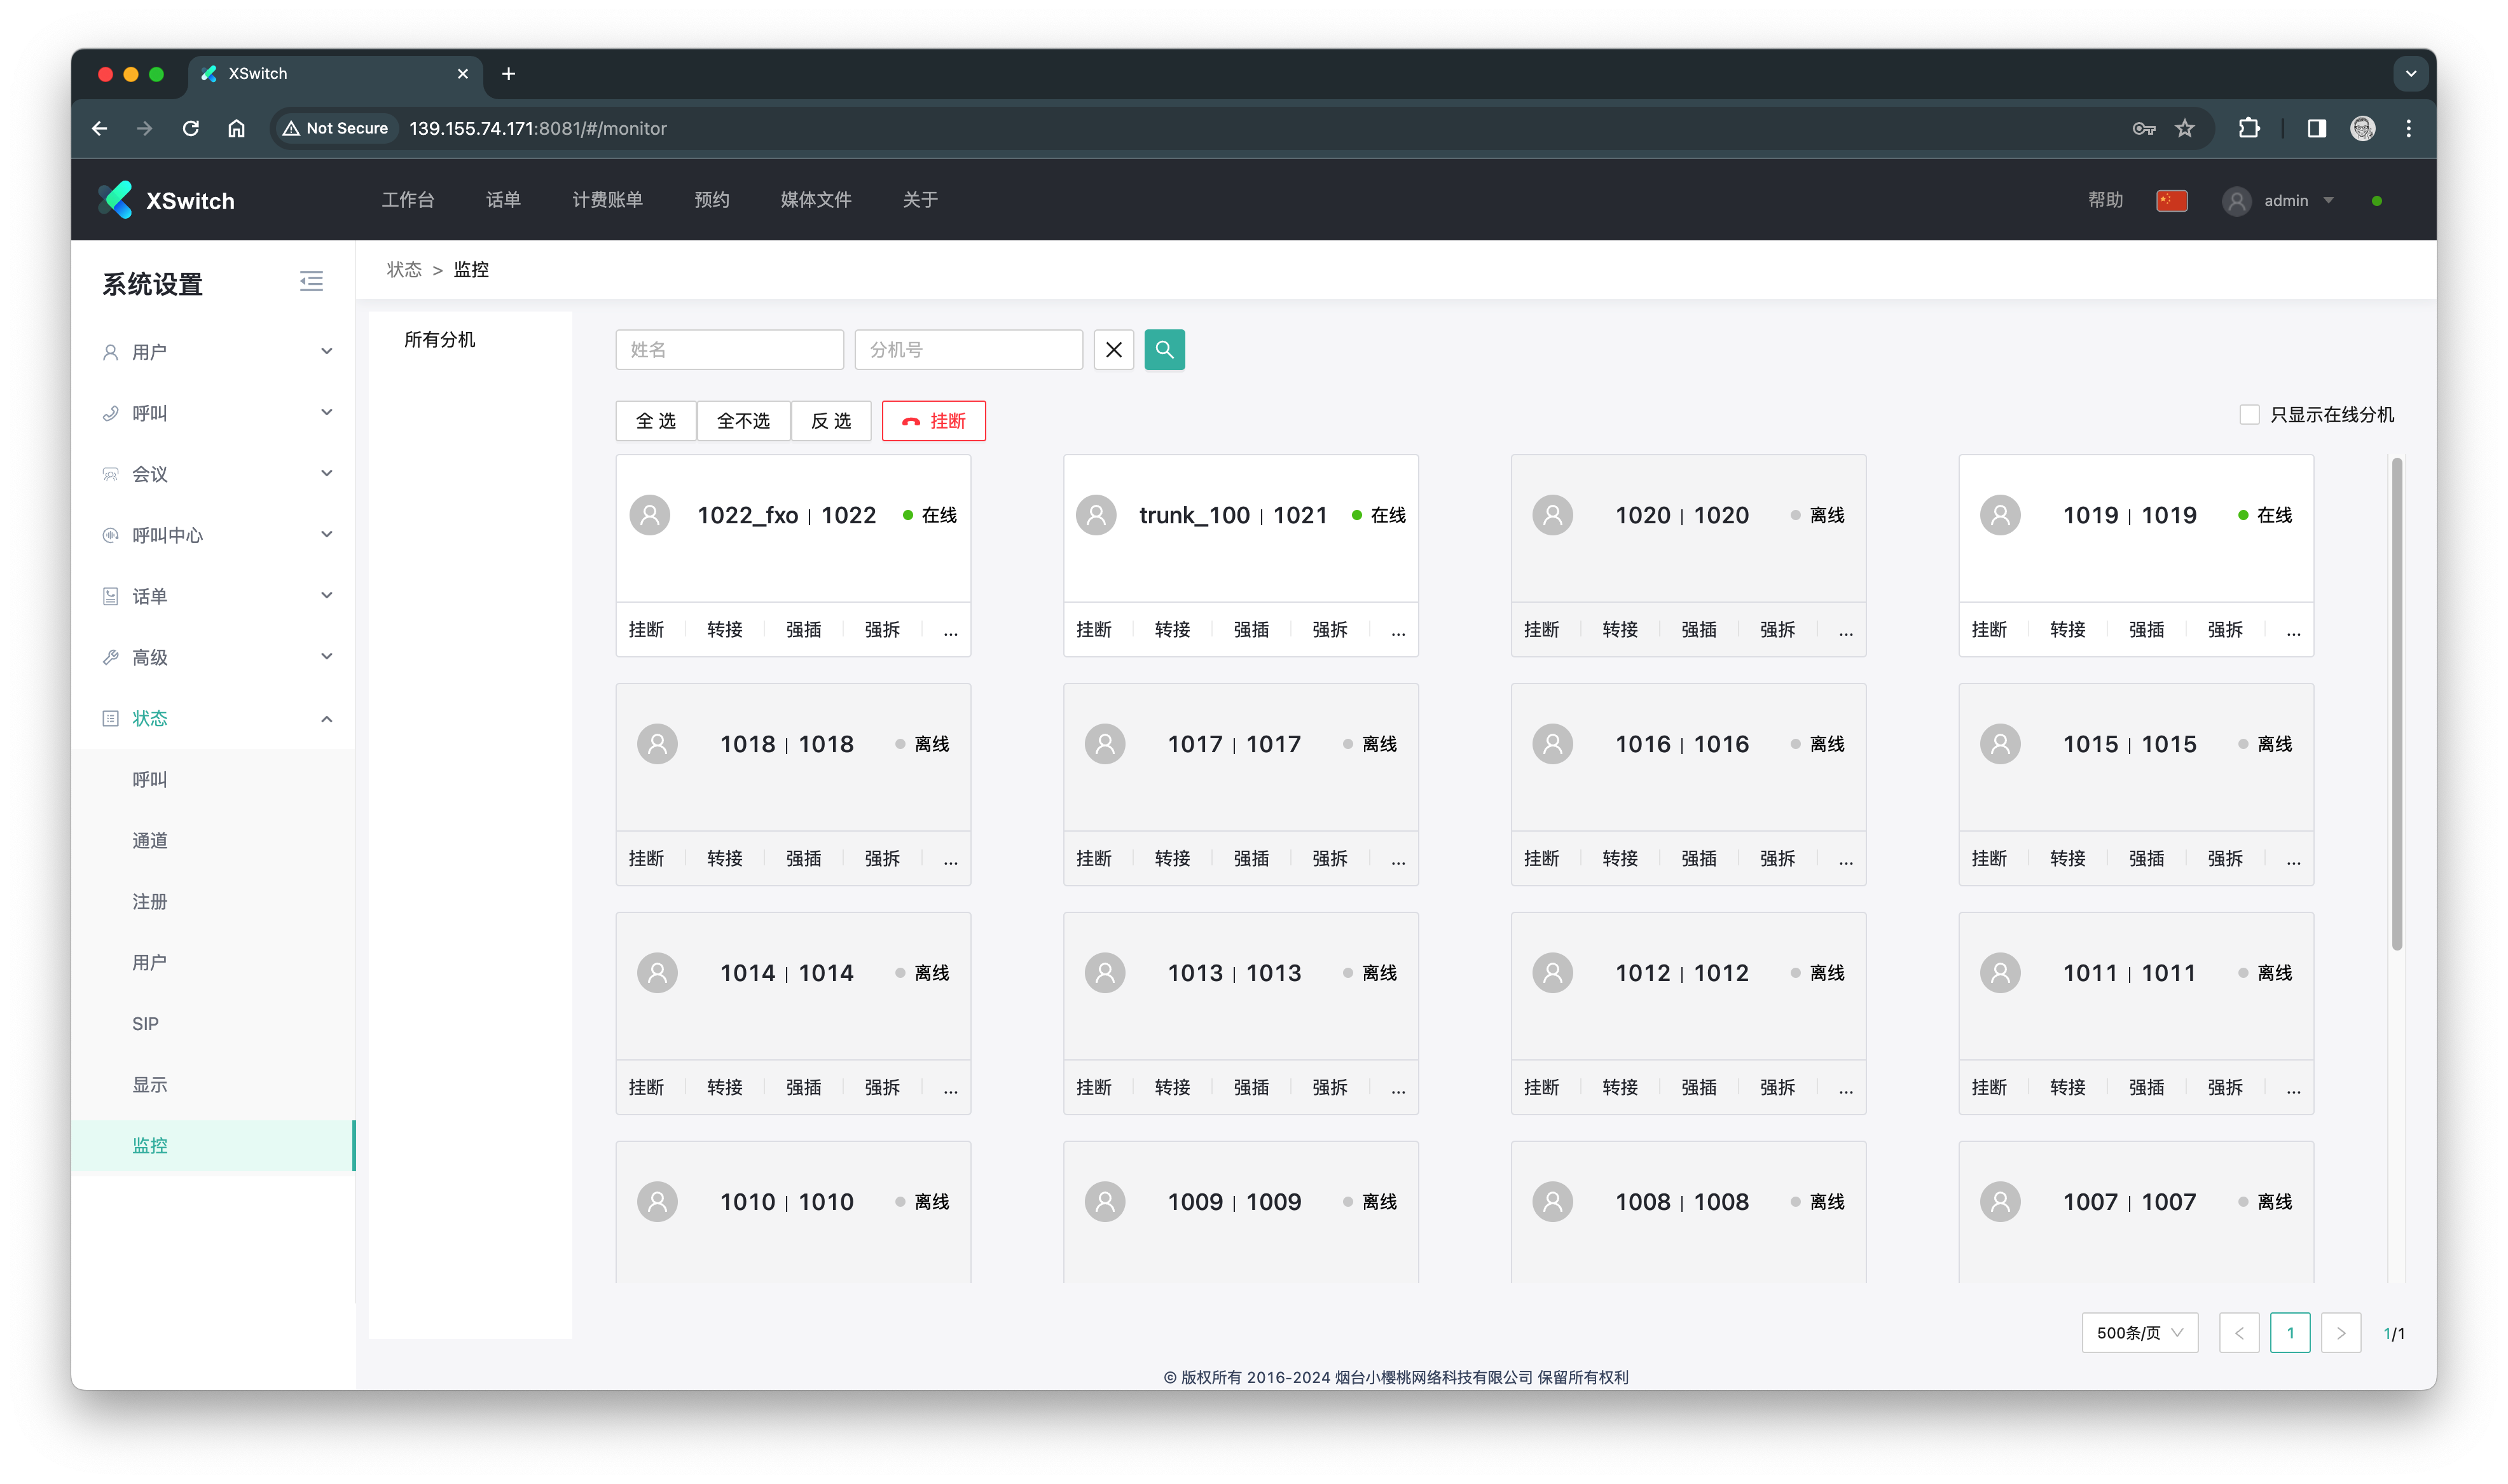 XSwitch
Not Secure 139.155.74.171:8081/#/monitor
XSwitch 工作台 话单 计费账单 预约 媒体文件 关于 帮助 admin
系统设置
用户
呼叫
会议
呼叫中心
话单
高级
状态
呼叫
通道
注册
用户
SIP
显示
监控
状态 > 监控
所有分机
姓名 分机号
全选 全不选 反选 挂断 只显示在线分机
1022_fxo | 1022 在线 trunk_100 | 1021 在线 1020 | 1020 离线 1019 | 1019 在线
挂断 转接 强插 强拆 ... 挂断 转接 强插 强拆 ... 挂断 转接 强插 强拆 ... 挂断 转接 强插 强拆 ...
1018 | 1018 离线 1017 | 1017 离线 1016 | 1016 离线 1015 | 1015 离线
挂断 转接 强插 强拆 ... 挂断 转接 强插 强拆 ... 挂断 转接 强插 强拆 ... 挂断 转接 强插 强拆 ...
1014 | 1014 离线 1013 | 1013 离线 1012 | 1012 离线 1011 | 1011 离线
挂断 转接 强插 强拆 ... 挂断 转接 强插 强拆 ... 挂断 转接 强插 强拆 ... 挂断 转接 强插 强拆 ...
1010 | 1010 离线 1009 | 1009 离线 1008 | 1008 离线 1007 | 1007 离线
500条/页 < 1 > 1/1
© 版权所有 2016-2024 烟台小樱桃网络科技有限公司 保留所有权利